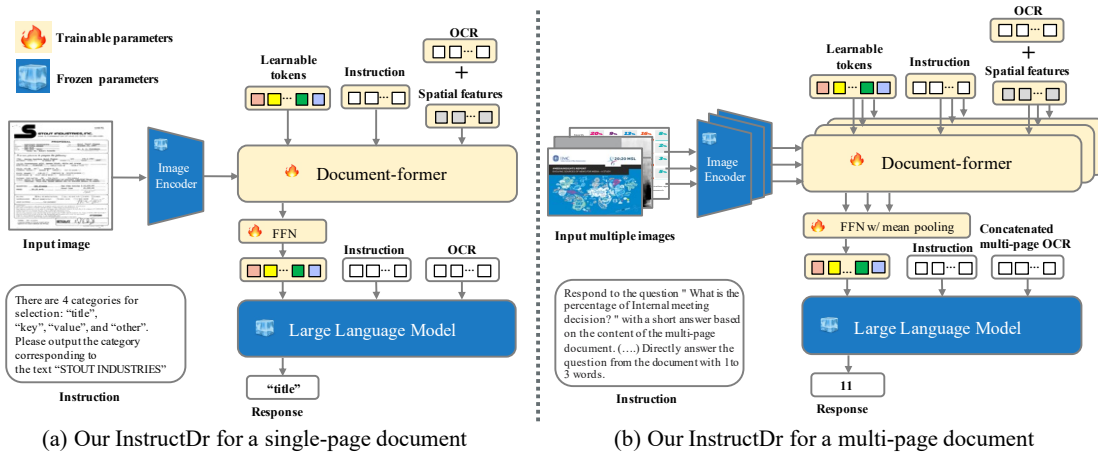 Trainable parameters
Frozen parameters
Input image
Image
Encoder
Learnable
tokens
Instruction
OCR
+
Spatial features
Document-former
FFN
Instruction
OCR
Large Language Model
"title"
Response
There are 4 categories for
selection: "title",
"key", "value", and "other".
Please output the category
corresponding to
the text "STOUT INDUSTRIES"
Instruction
(a) Our InstructDr for a single-page document
Input multiple images
Image
Encoder
Learnable
tokens
Instruction
OCR
+
Spatial features
Document-former
FFN w/ mean pooling
Instruction
Concatenated
multi-page OCR
Large Language Model
11
Response
Respond to the question " What is the
percentage of Internal meeting
decision? " with a short answer based
on the content of the multi-page
document. (....) Directly answer the
question from the document with 1 to
3 words.
Instruction
(b) Our InstructDr for a multi-page document